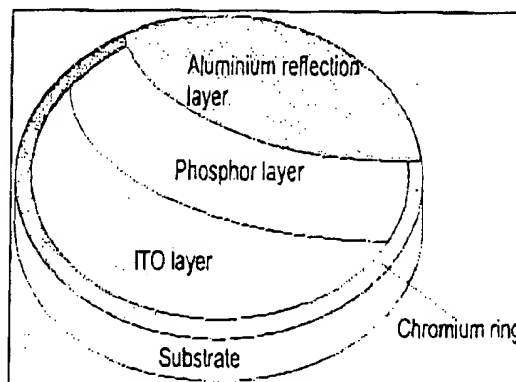 Aluminium reflection
layer
Phosphor layer
ITO layer
Chromium ring
Substrate